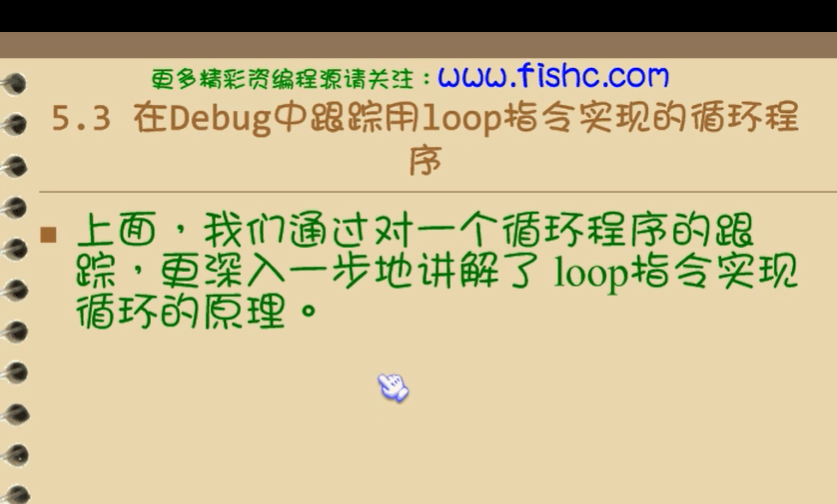 更多精彩资编程源请关注：www.fishc.com
5.3 在Debug中跟踪用loop指令实现的循环程
序
上面，我们通过对一个循环程序的跟
踪，更深入一步地讲解了 loop指令实现
循环的原理。